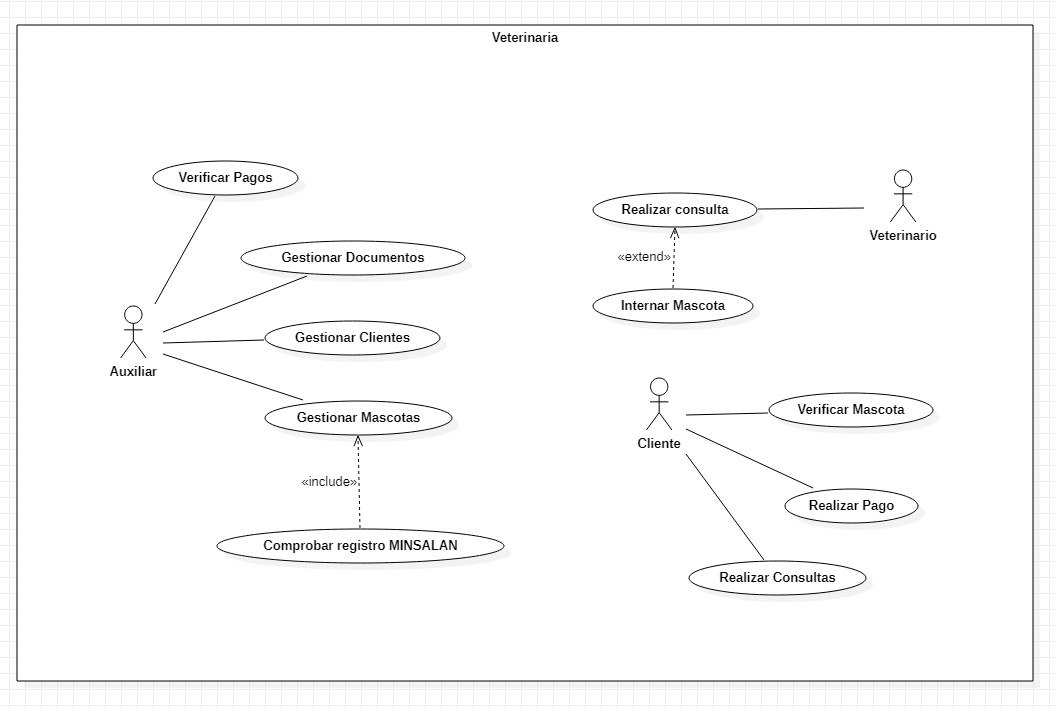 Veterinaria
Verificar Pagos
Gestionar Documentos
Gestionar Clientes
Auxiliar
Gestionar Mascotas
«include»
Comprobar registro MINSALAN
Realizar consulta
Veterinario
«extend»
Internar Mascota
Cliente
Verificar Mascota
Realizar Pago
Realizar Consultas